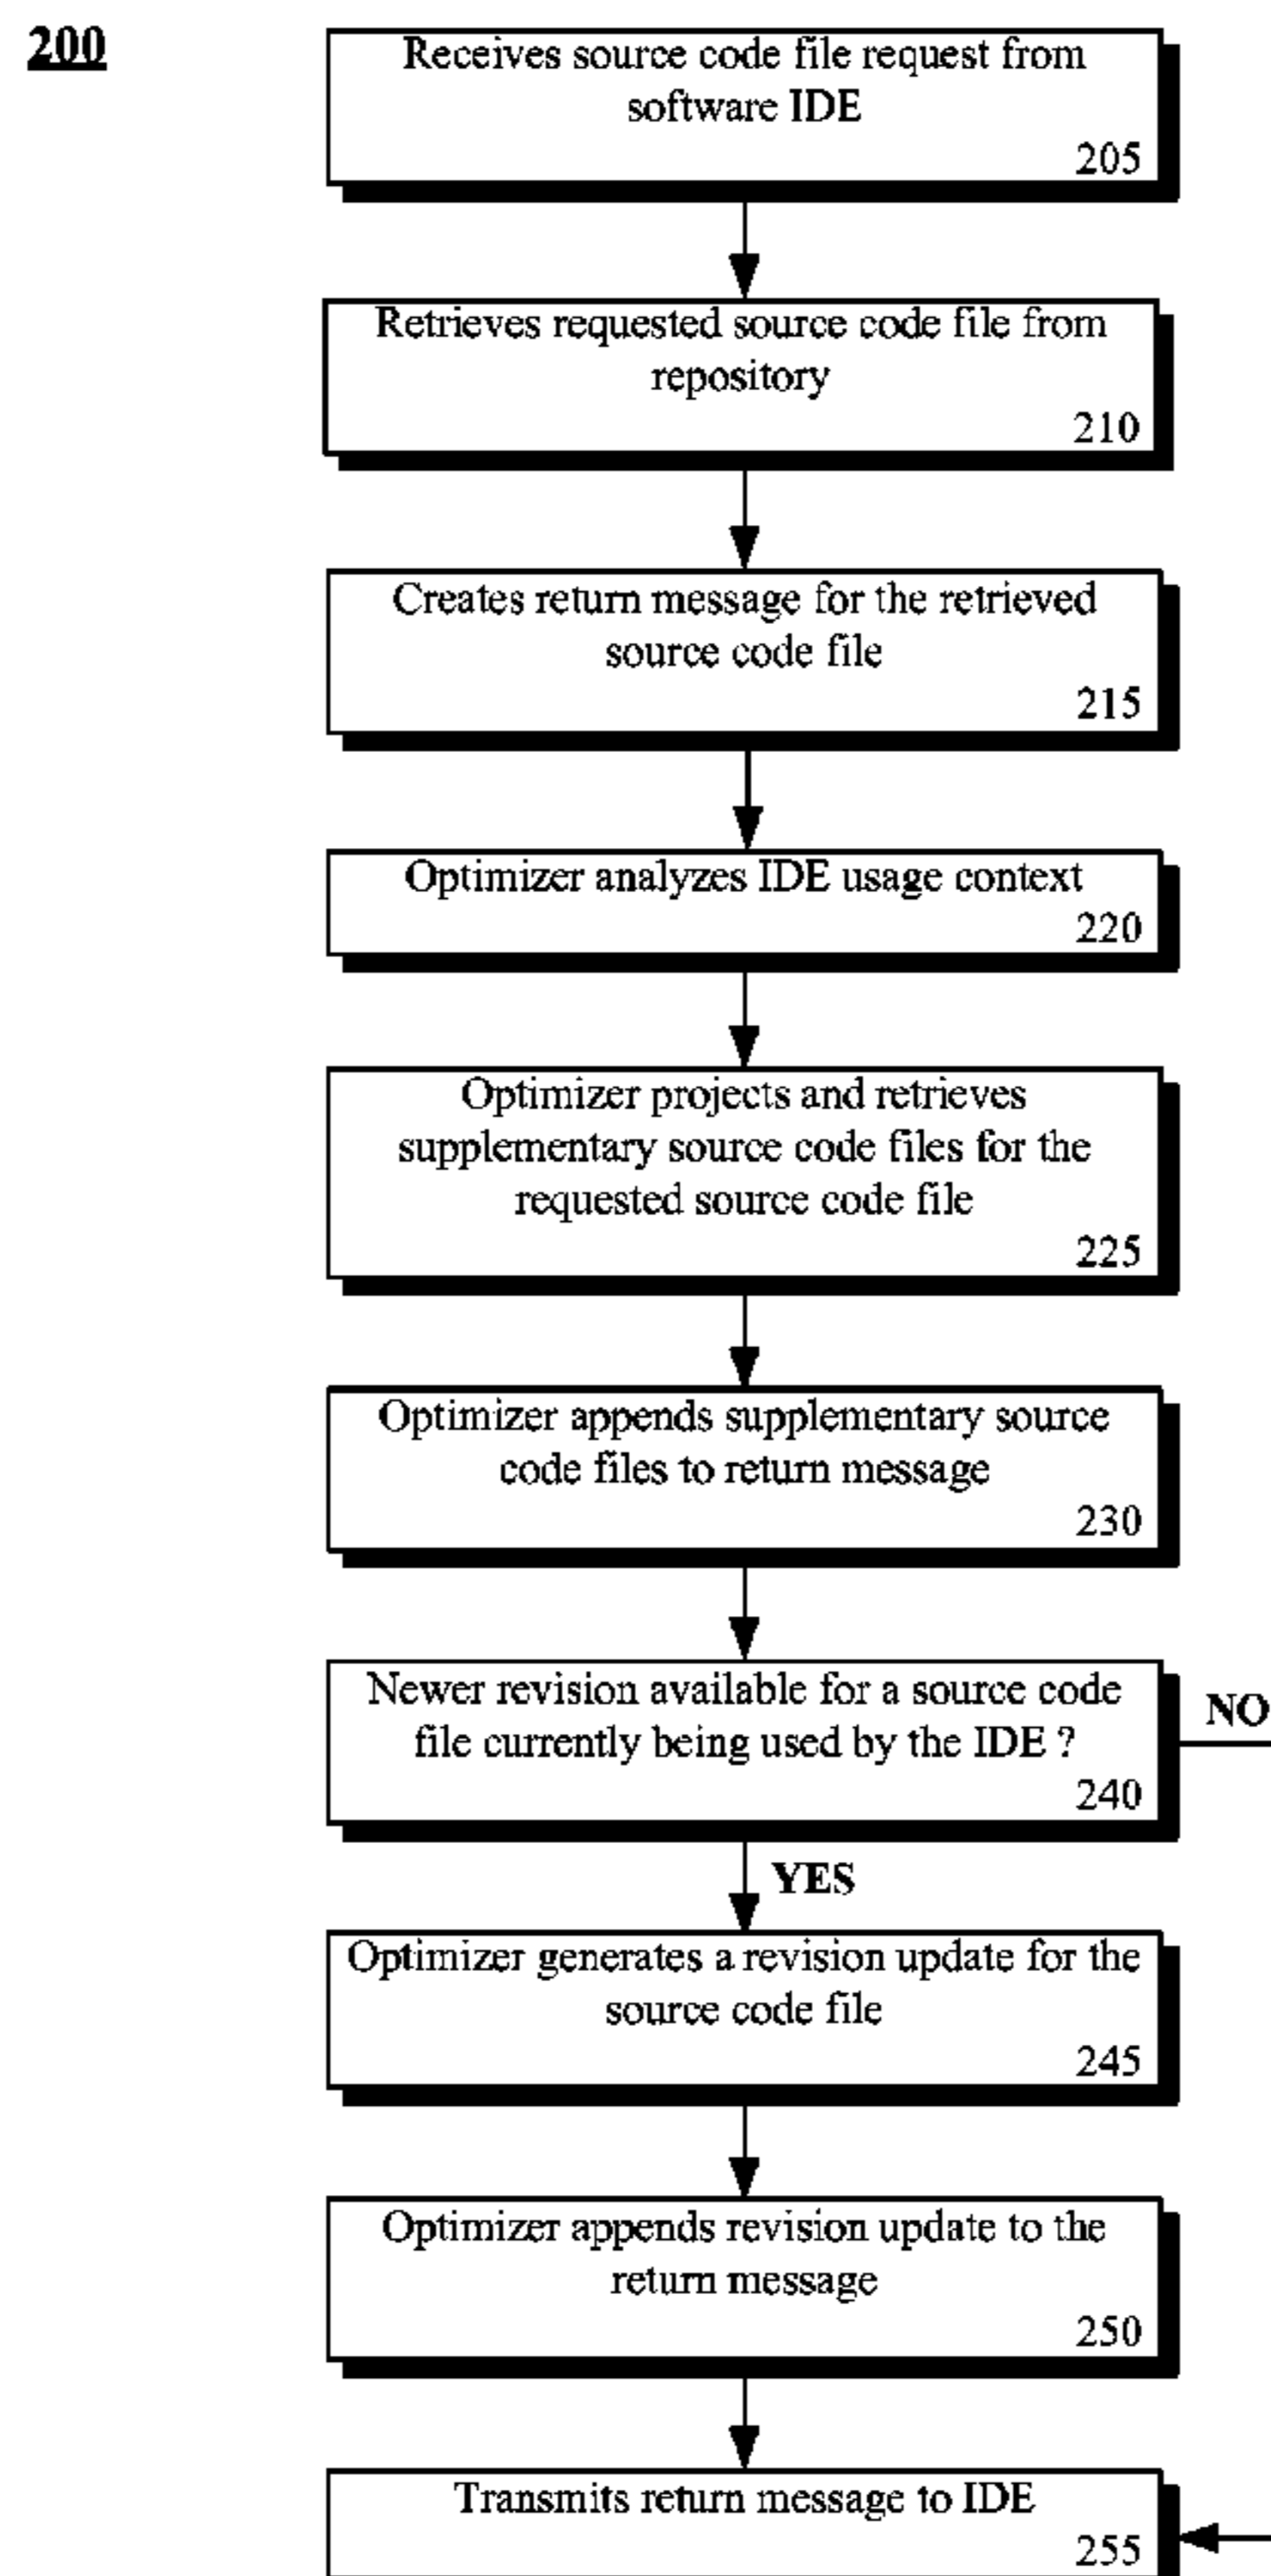 200
Receives source code file request from
software IDE
205
Retrieves requested source code file from
repository
210
Creates return message for the retrieved
source code file
215
Optimizer analyzes IDE usage context
220
Optimizer projects and retrieves
supplementary source code files for the
requested source code file
225
Optimizer appends supplementary source
code files to return message
230
Newer revision available for a source code
file currently being used by the IDE ?
240
NO
YES
Optimizer generates a revision update for the
source code file
245
Optimizer appends revision update to the
return message
250
Transmits return message to IDE
255